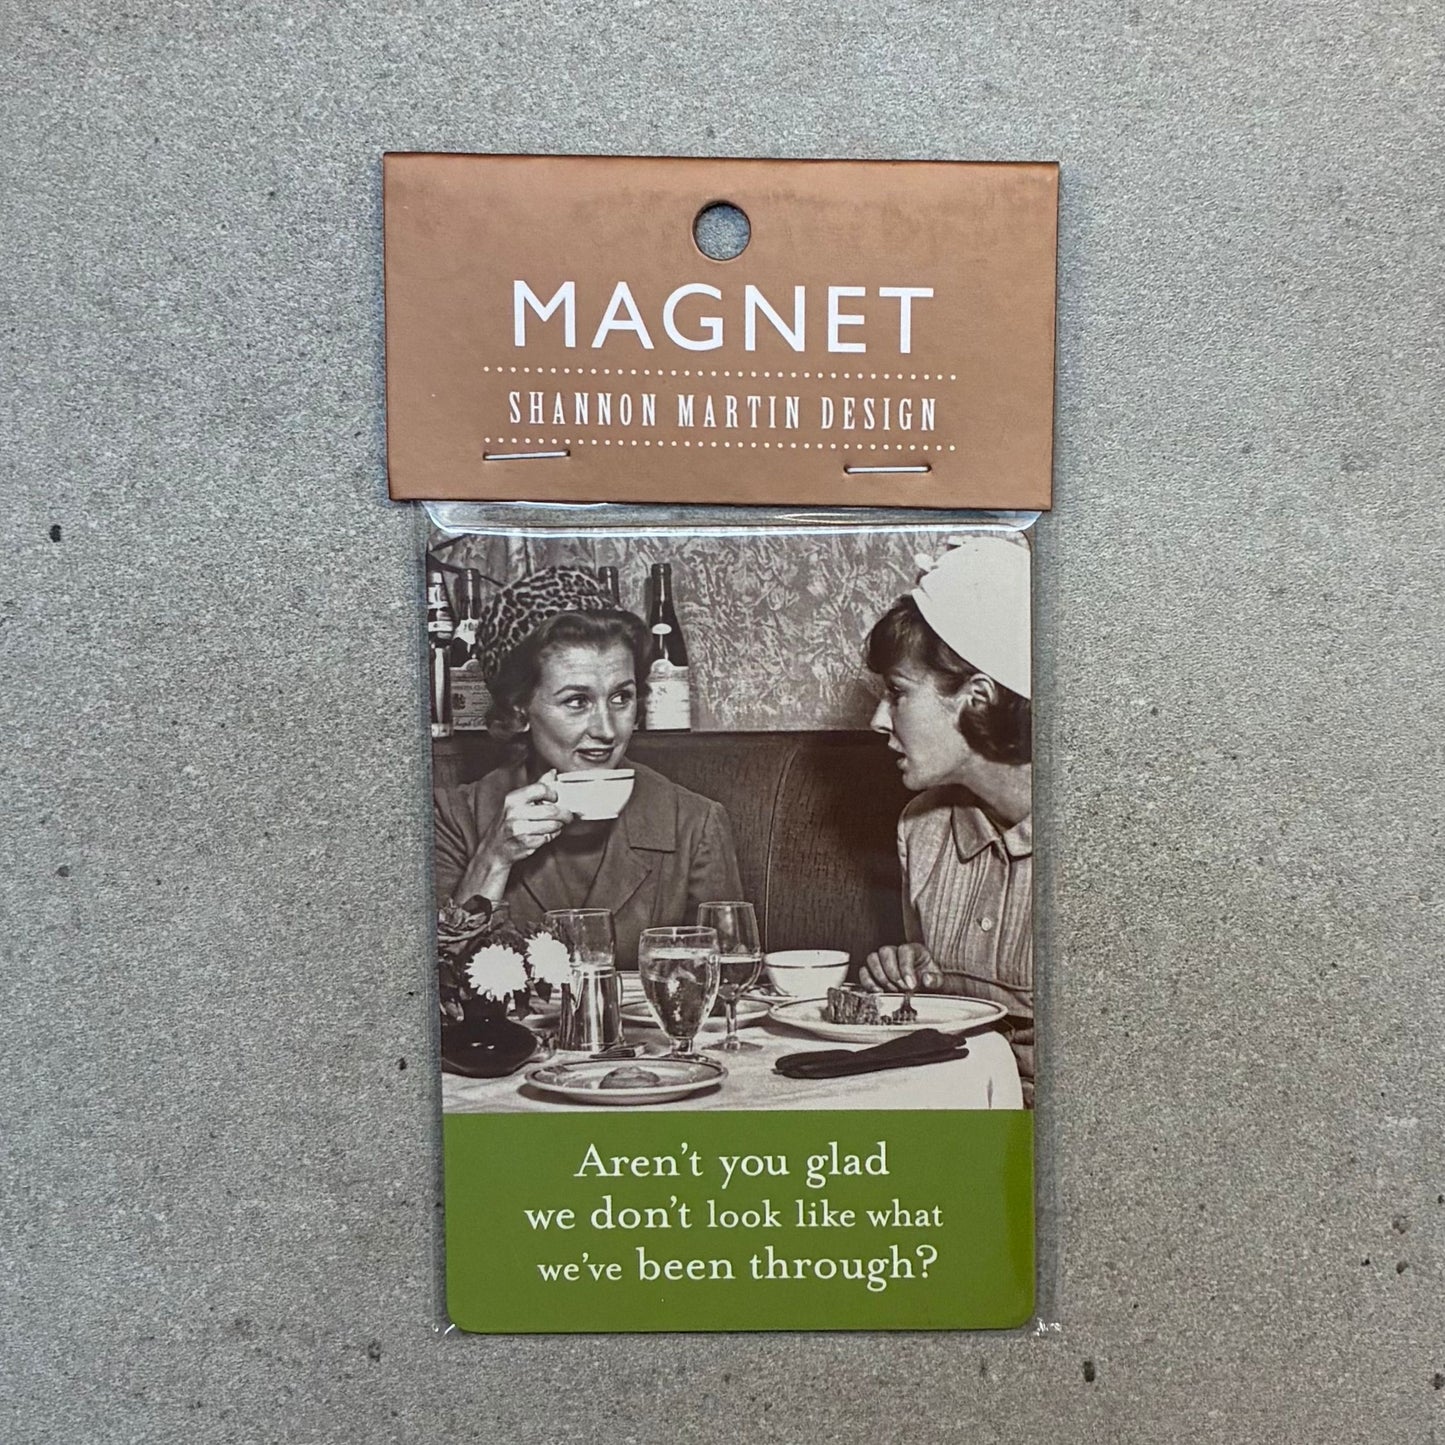 MAGNET
SHANNON MARTIN DESIGN
Aren't you glad
we don't look like what
we've been through?